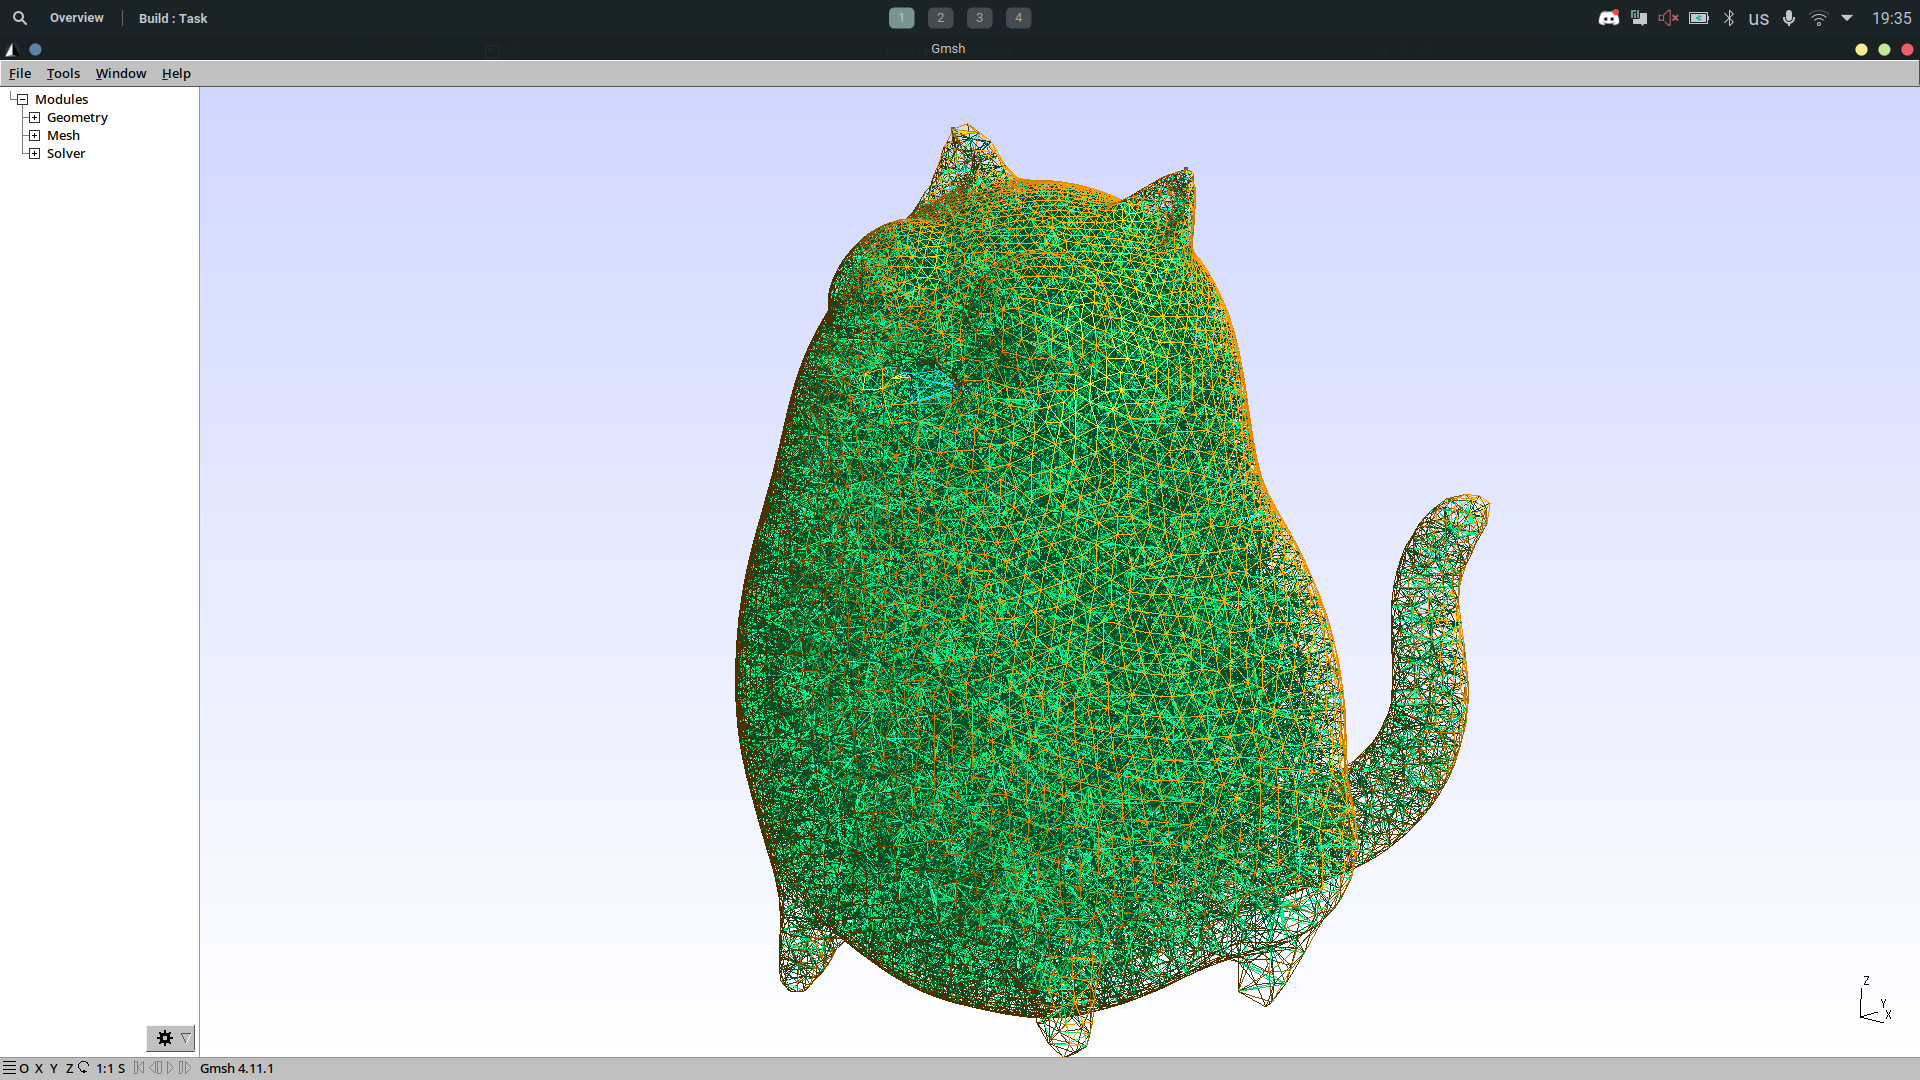 Overview Build : Task 1 2 3 4 us 19:35
Gmsh
File Tools Window Help
Modules
Geometry
Mesh
Solver
Z
Y
X
O X Y Z 1:1 S Gmsh 4.11.1